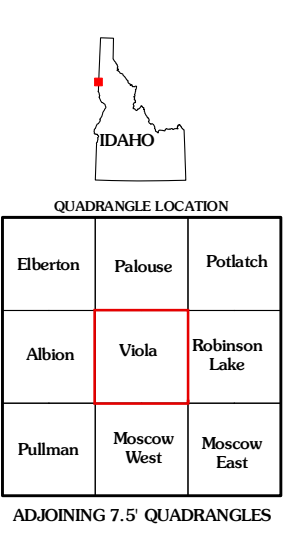 IDAHO
QUADRANGLE LOCATION
Elberton
Palouse
Potlatch
Albion
Viola
Robinson
Lake
Pullman
Moscow
West
Moscow
East
ADJOINING 7.5' QUADRANGLES